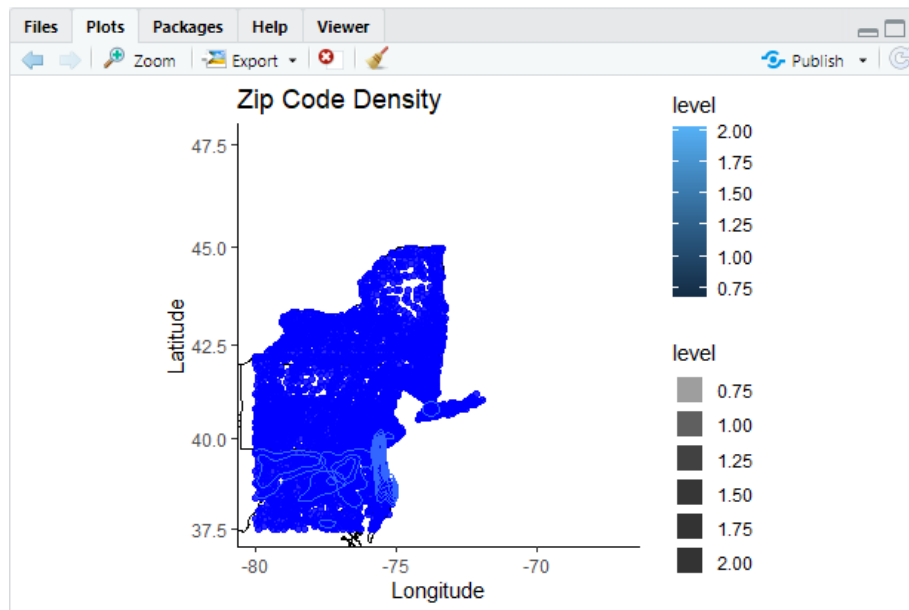 Files Plots Packages Help Viewer
Zoom Export Publish
Zip Code Density
Latitude
47.5
45.0
42.5
40.0
37.5
-80 -75 -70
Longitude
level
2.00
1.75
1.50
1.25
1.00
0.75
level
0.75
1.00
1.25
1.50
1.75
2.00